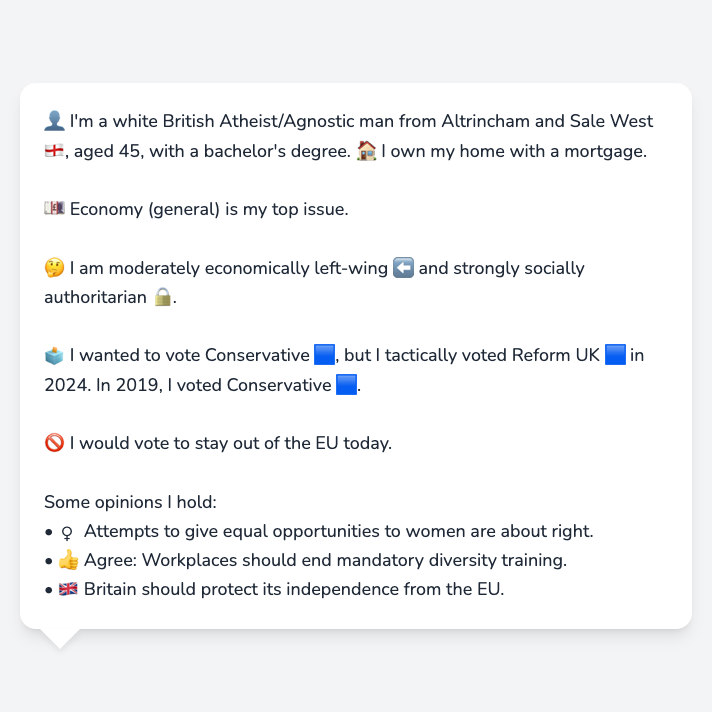 👤 I'm a white British Atheist/Agnostic man from Altrincham and Sale West
🏴󠁧󠁢󠁥󠁮󠁧󠁿, aged 45, with a bachelor's degree. 🏠 I own my home with a mortgage.
💷 Economy (general) is my top issue.
🤔 I am moderately economically left-wing ⬅️ and strongly socially
authoritarian 🔒.
🗳️ I wanted to vote Conservative 🟦, but I tactically voted Reform UK 🟦 in
2024. In 2019, I voted Conservative 🟦.
🚫 I would vote to stay out of the EU today.
Some opinions I hold:
• ♀️ Attempts to give equal opportunities to women are about right.
• 👍 Agree: Workplaces should end mandatory diversity training.
• 🇬🇧 Britain should protect its independence from the EU.